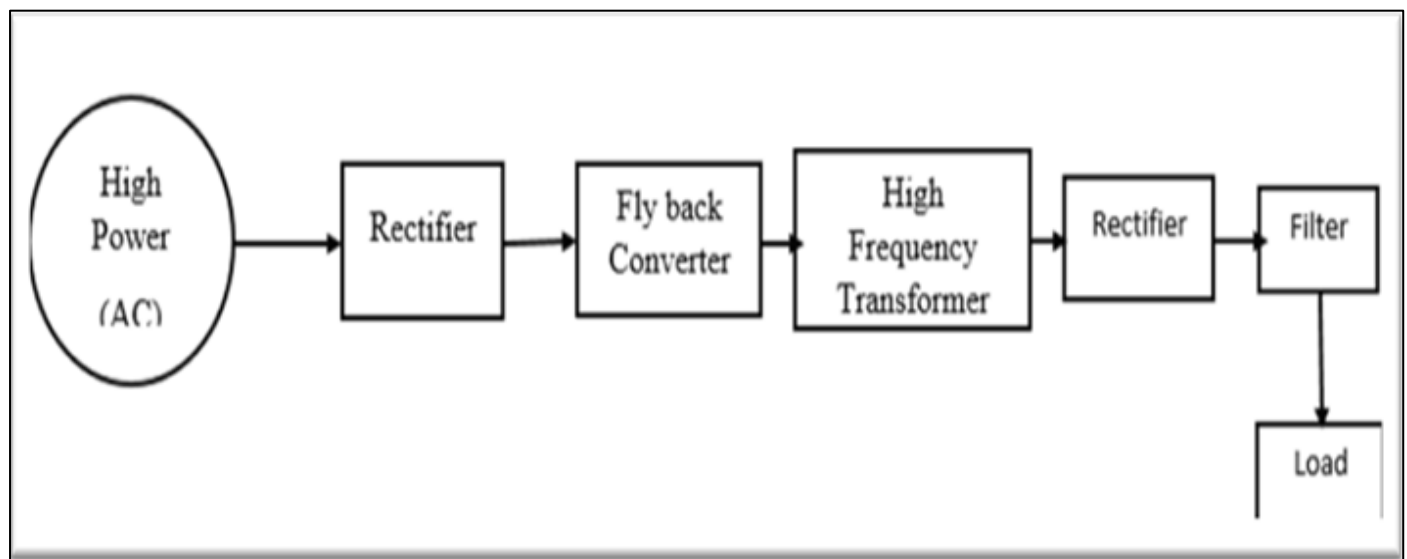 High
Power
(AC)
Rectifier
Fly back
Converter
High
Frequency
Transformer
Rectifier
Filter
Load